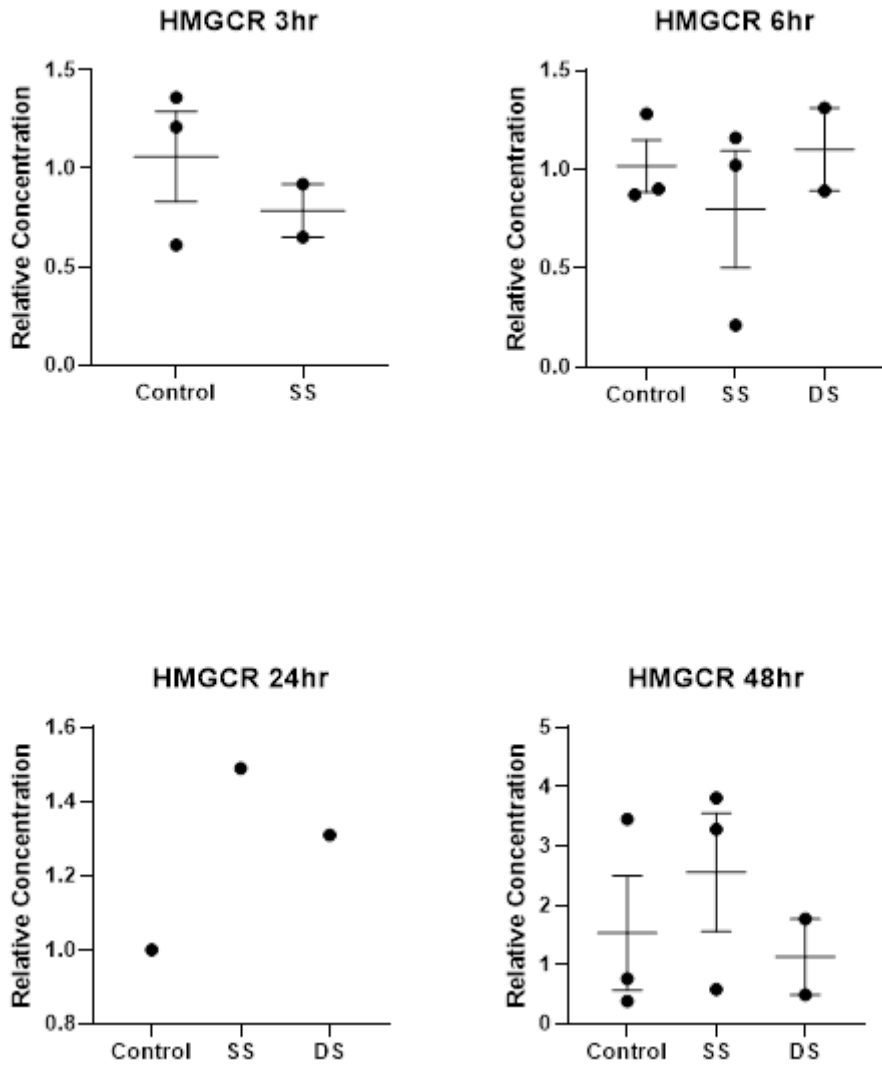 HMGCR 3hr
Relative Concentration
1.5
1.0
0.5
0.0
Control SS
HMGCR 6hr
Relative Concentration
1.5
1.0
0.5
0.0
Control SS DS
HMGCR 24hr
Relative Concentration
1.6
1.4
1.2
1.0
0.8
Control SS DS
HMGCR 48hr
Relative Concentration
5
4
3
2
1
0
Control SS DS